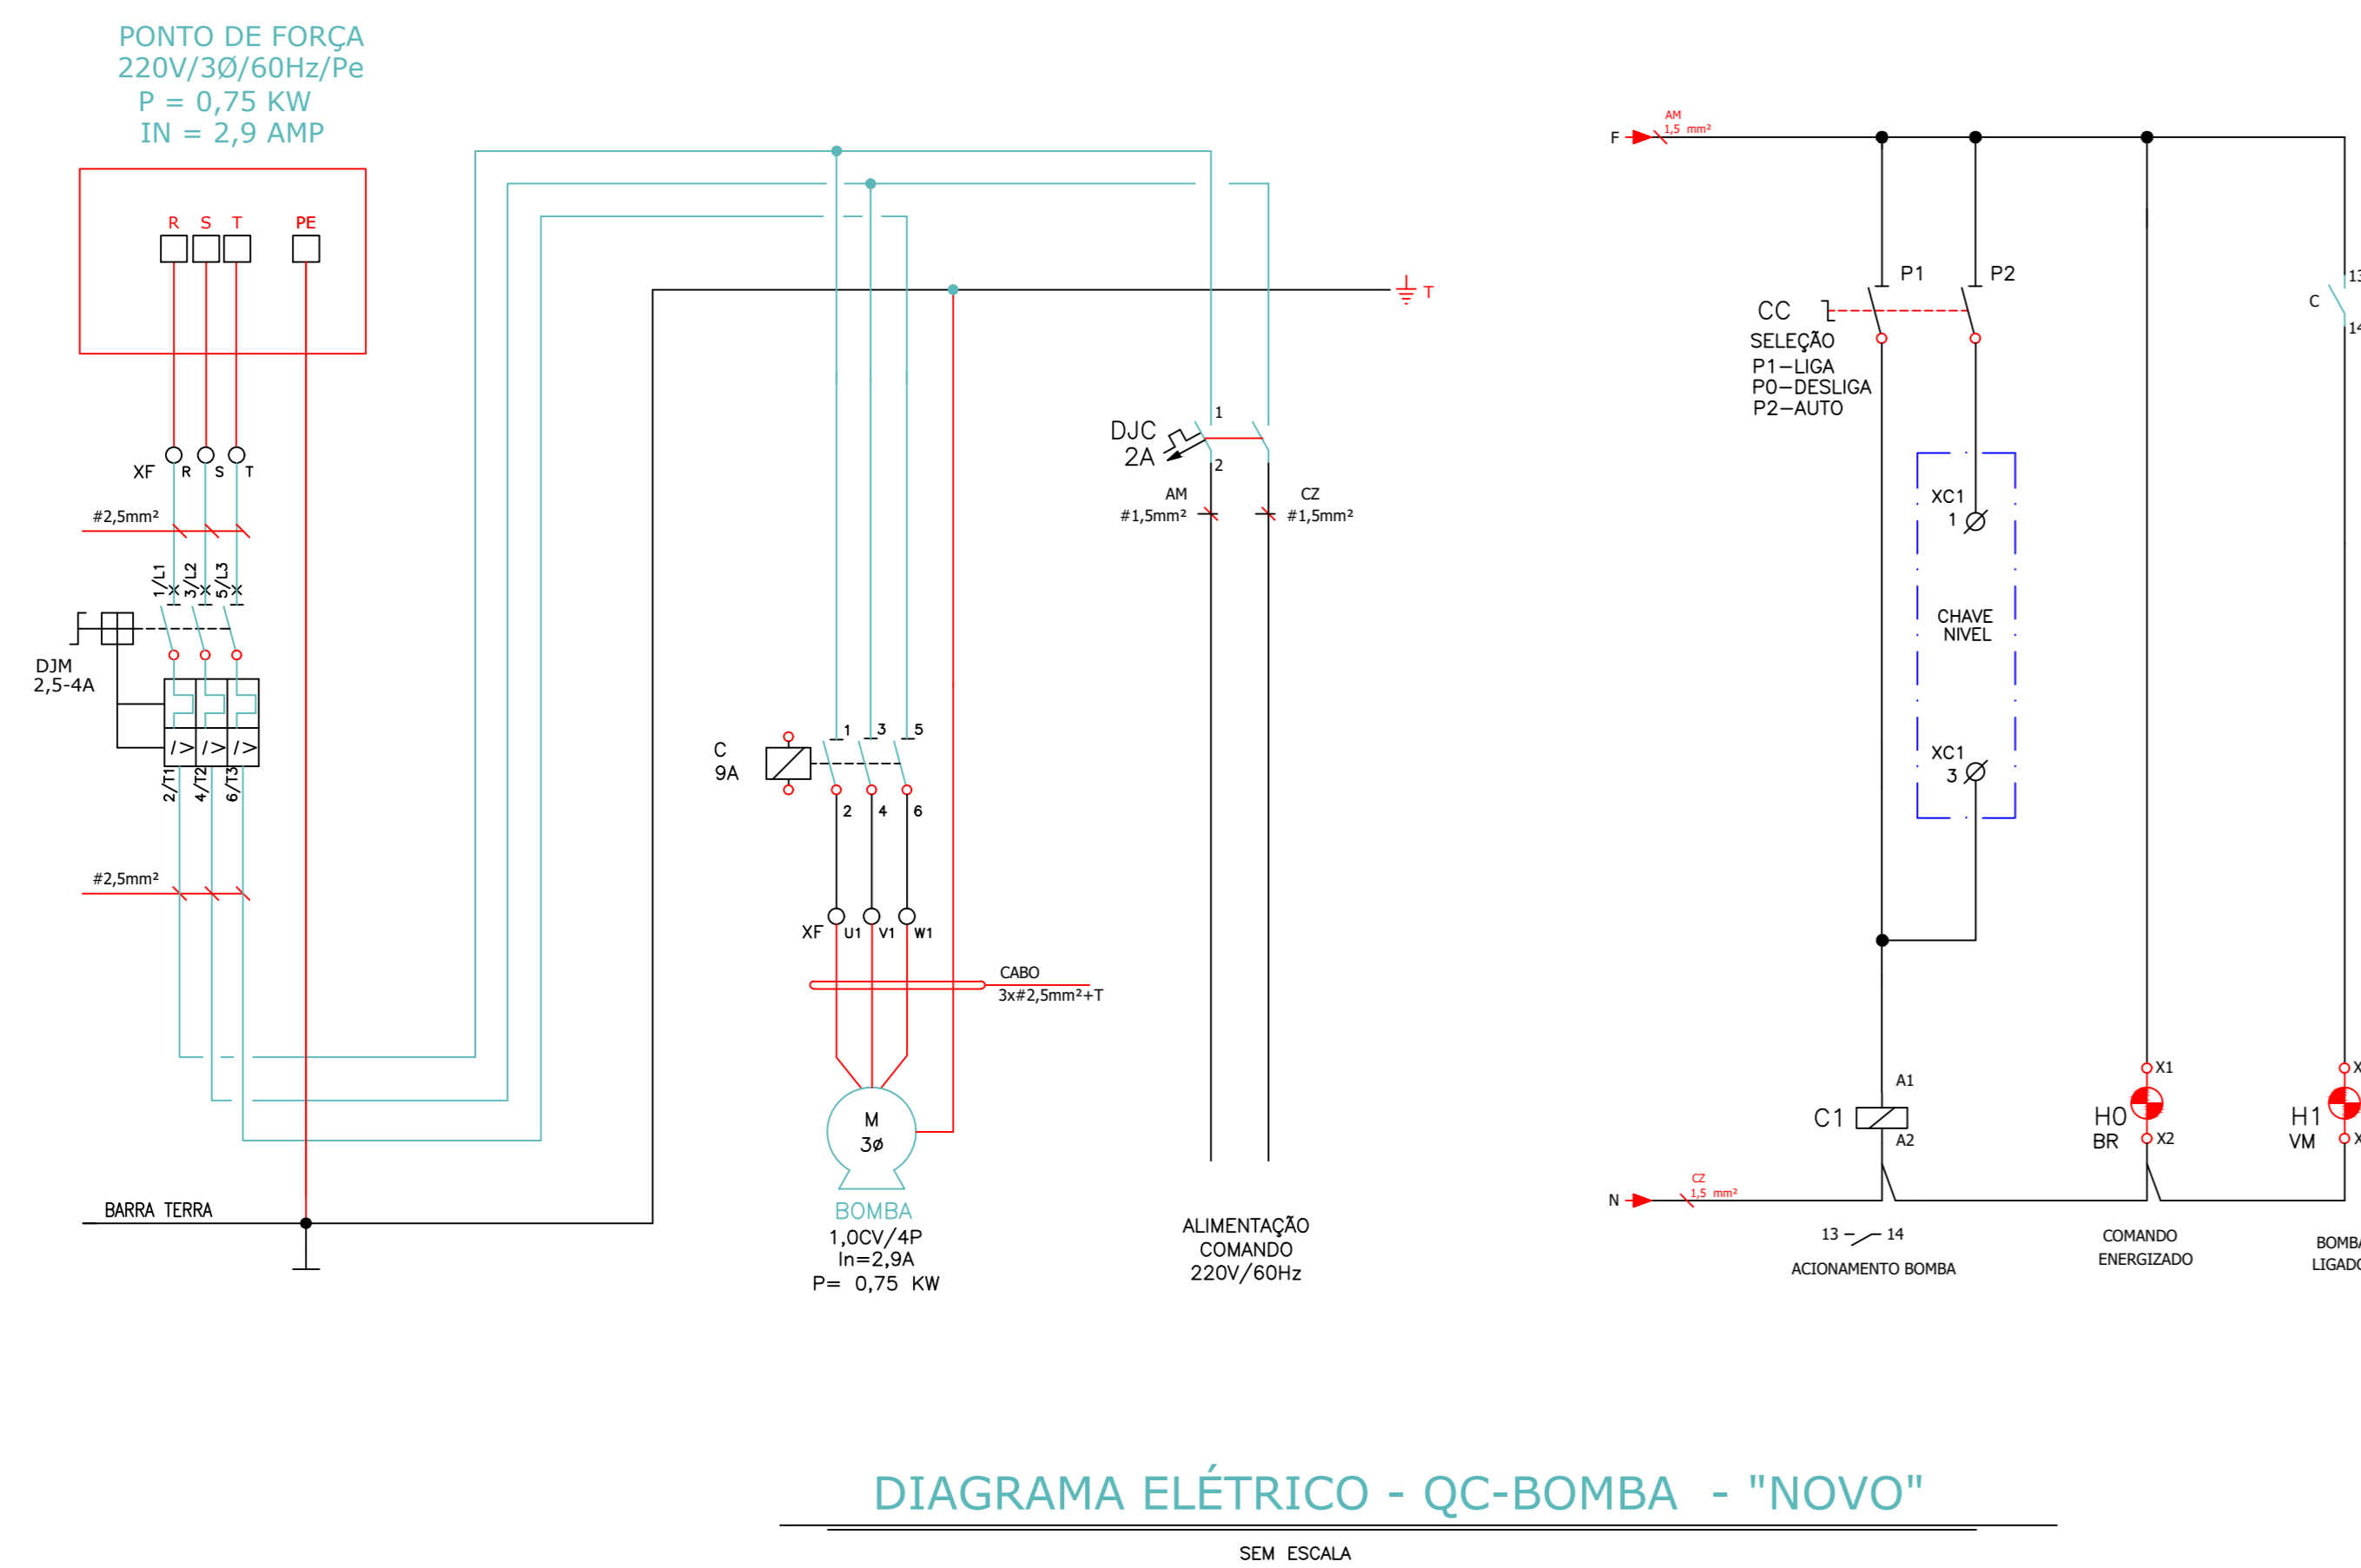 PONTO DE FORÇA
220V/3Ø/60Hz/Pe
P = 0,75 KW
IN = 2,9 AMP
R S T PE
XF R S T
#2,5mm²
1/L1 3/L2 5/L3
DJM
2,5-4A
2/T1 4/T2 6/T3
#2,5mm²
BARRA TERRA
T
C
9A
1 3 5
2 4 6
XF U1 V1 W1
CABO
3x#2,5mm²+T
M
3ø
BOMBA
1,0CV/4P
In=2,9A
P= 0,75 KW
DJC
2A
1
2
AM
#1,5mm²
CZ
#1,5mm²
ALIMENTAÇÃO
COMANDO
220V/60Hz
F
AM
1,5 mm²
P1 P2
CC
SELEÇÃO
P1-LIGA
P0-DESLIGA
P2-AUTO
XC1
1
CHAVE
NIVEL
XC1
3
C1
A1
A2
N
CZ
1,5 mm²
13 14
ACIONAMENTO BOMBA
X1
H0
BR
X2
COMANDO
ENERGIZADO
C
13
14
H1
VM
X
X
BOMBA
LIGADO
DIAGRAMA ELÉTRICO - QC-BOMBA - "NOVO"
SEM ESCALA